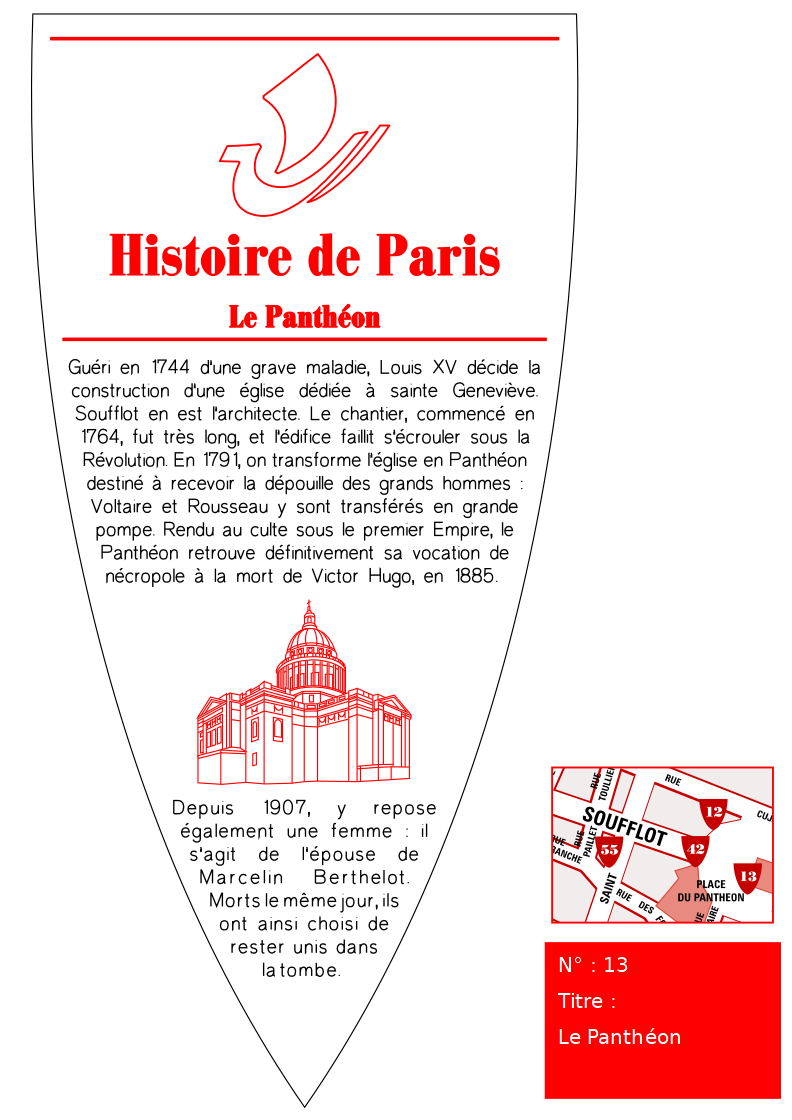 Histoire de Paris
Le Panthéon
Guéri en 1744 d'une grave maladie, Louis XV décide la
construction d'une église dédiée à sainte Geneviève.
Soufflot en est l'architecte. Le chantier, commencé en
1764, fut très long, et l'édifice faillit s'écrouler sous la
Révolution. En 1791, on transforme l'église en Panthéon
destiné à recevoir la dépouille des grands hommes :
Voltaire et Rousseau y sont transférés en grande
pompe. Rendu au culte sous le premier Empire, le
Panthéon retrouve définitivement sa vocation de
nécropole à la mort de Victor Hugo, en 1885.
Depuis 1907, y repose
également une femme : il
s'agit de l'épouse de
Marcelin Berthelot.
Morts le même jour, ils
ont ainsi choisi de
rester unis dans
la tombe.
RUE
TOULLIER
RUE
CUJ
SOUFFLOT
12
RUE
PAILLET
55
42
RUE
RANCHE
13
PLACE
DU PANTHEON
SAINT
RUE DES F
UE
AIRE
N° : 13
Titre :
Le Panthéon